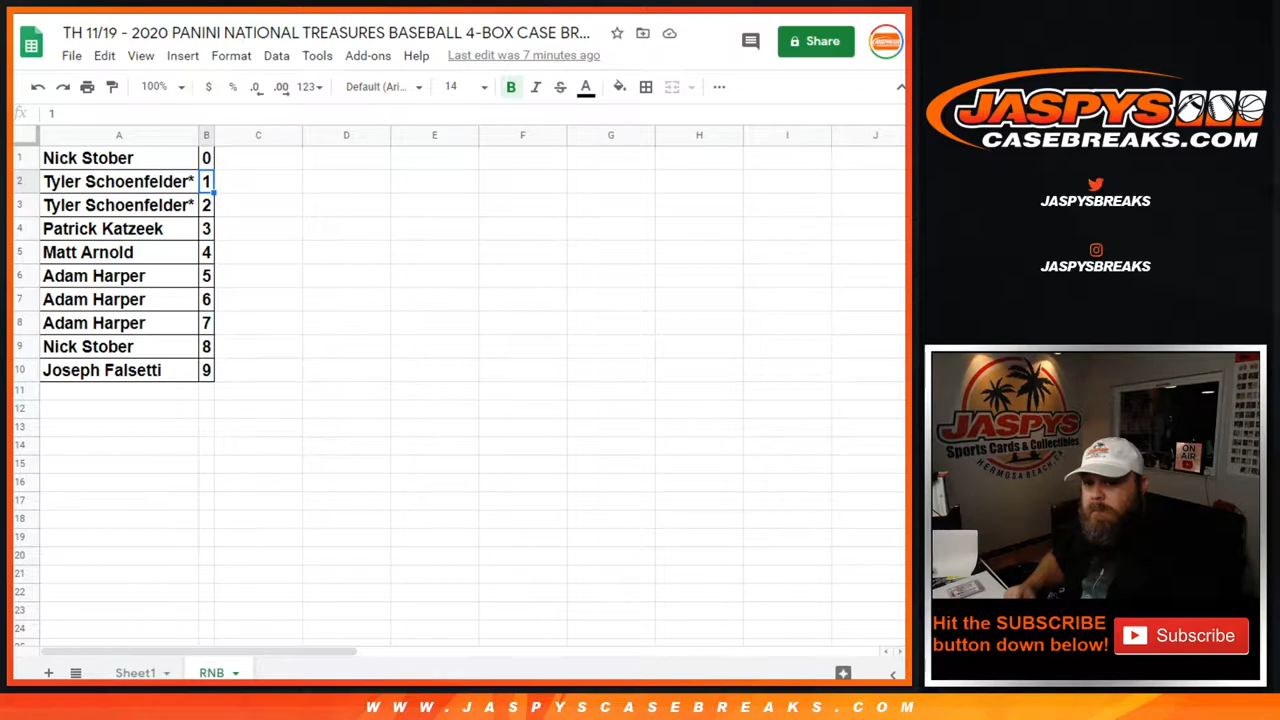 TH 11/19 - 2020 PANINI NATIONAL TREASURES BASEBALL 4-BOX CASE BR...
Share
File Edit View Insert Format Data Tools Add-ons Help Last edit was 7 minutes ago
100% $ % .0 .00 123 Default (Ari... 14 B I S A
fx 1
A B C D E F G H I J
1 Nick Stober 0
2 Tyler Schoenfelder* 1
3 Tyler Schoenfelder* 2
4 Patrick Katzeek 3
5 Matt Arnold 4
6 Adam Harper 5
7 Adam Harper 6
8 Adam Harper 7
9 Nick Stober 8
10 Joseph Falsetti 9
11
12
13
14
15
16
17
18
19
20
21
22
23
24
Sheet1 RNB
JASPYS
CASEBREAKS.COM
JASPYSBREAKS
JASPYSBREAKS
JASPYS
Sports Cards & Collectibles
HERMOSA BEACH, CA
ON
AIR
Hit the SUBSCRIBE
button down below!
Subscribe
WWW.JASPYSCASEBREAKS.COM